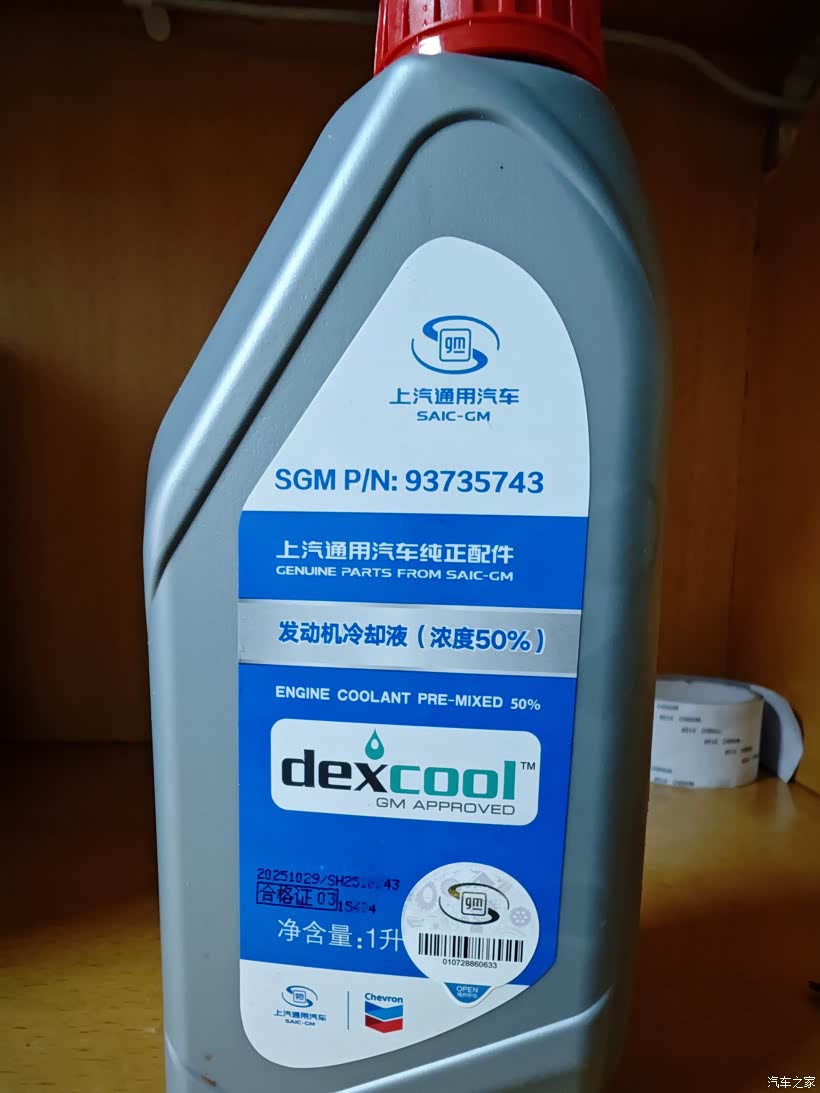 gm
上汽通用汽车
SAIC-GM
SGM P/N: 93735743
上汽通用汽车纯正配件
GENUINE PARTS FROM SAIC-GM
发动机冷却液（浓度50%）
ENGINE COOLANT PRE-MIXED 50%
dexcool™
GM APPROVED
合格证 03
净含量:1升
gm
010728860633
OPEN
上汽通用汽车
SAIC-GM
Chevron
汽车之家